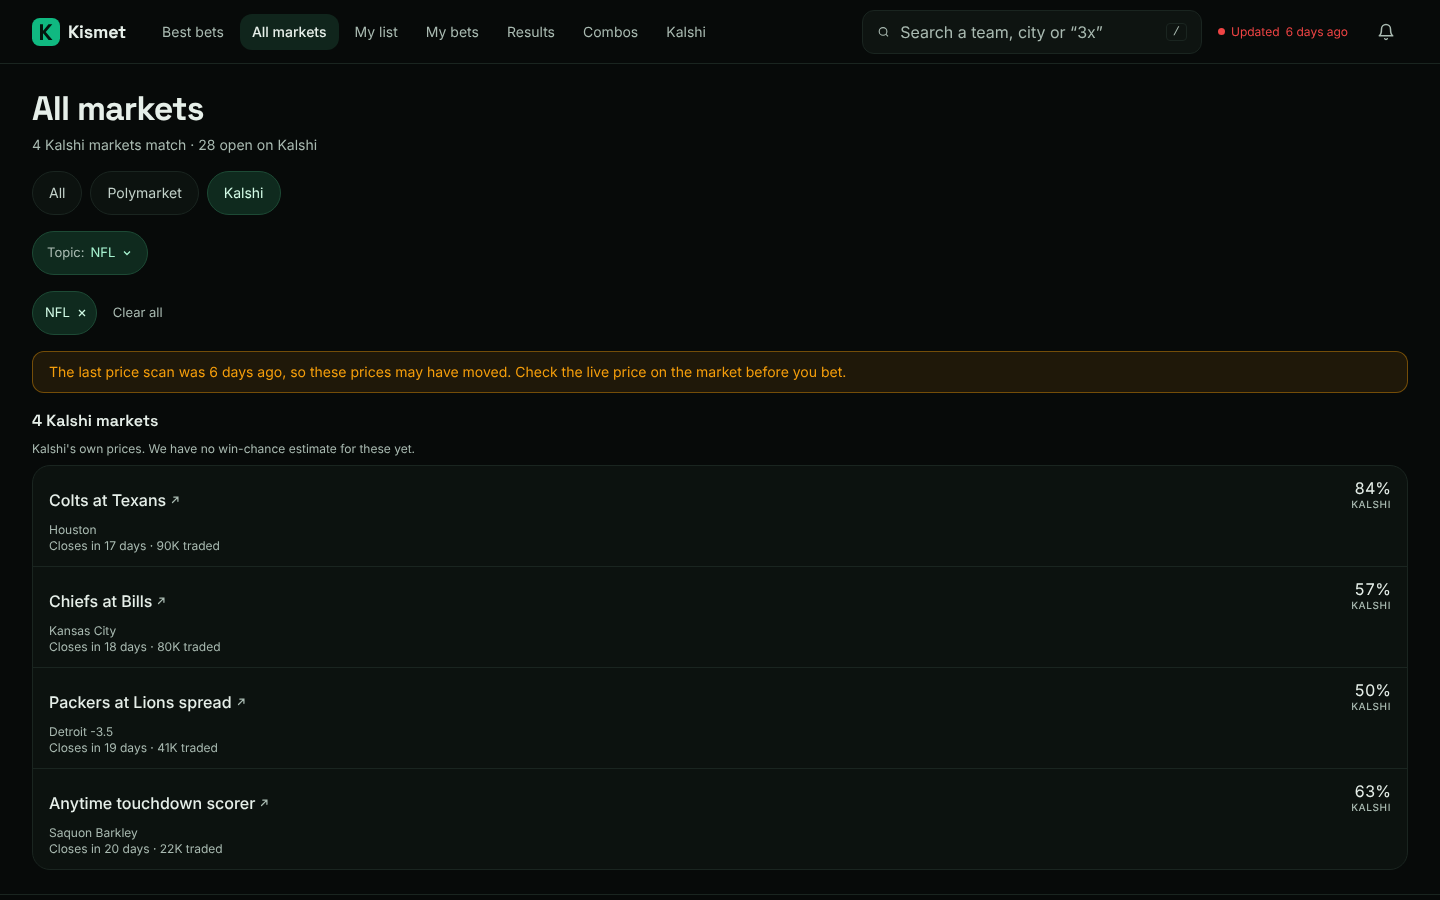 K Kismet
Best bets
All markets
My list
My bets
Results
Combos
Kalshi
Search a team, city or “3x”
/
Updated 6 days ago
All markets
4 Kalshi markets match · 28 open on Kalshi
All
Polymarket
Kalshi
Topic: NFL
NFL ×
Clear all
The last price scan was 6 days ago, so these prices may have moved. Check the live price on the market before you bet.
4 Kalshi markets
Kalshi's own prices. We have no win-chance estimate for these yet.
Colts at Texans ↗
84%
KALSHI
Houston
Closes in 17 days · 90K traded
Chiefs at Bills ↗
57%
KALSHI
Kansas City
Closes in 18 days · 80K traded
Packers at Lions spread ↗
50%
KALSHI
Detroit -3.5
Closes in 19 days · 41K traded
Anytime touchdown scorer ↗
63%
KALSHI
Saquon Barkley
Closes in 20 days · 22K traded